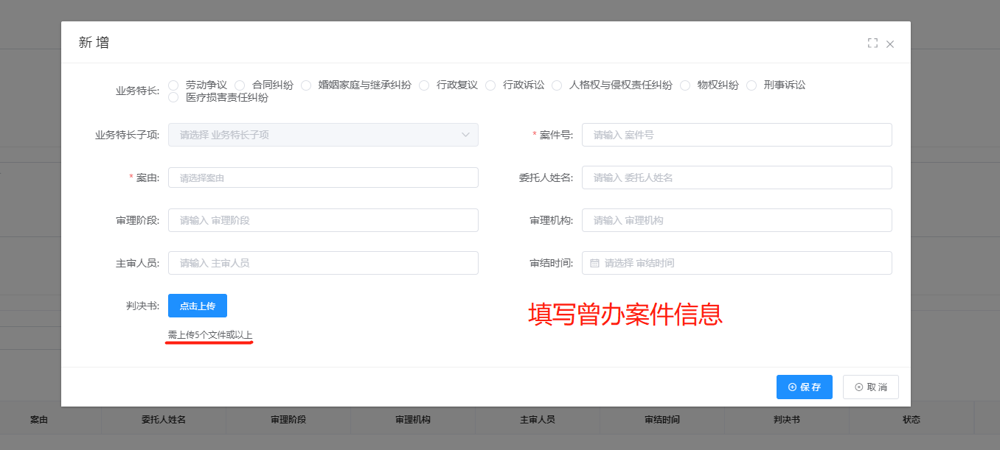 新 增
业务特长: 劳动争议 合同纠纷 婚姻家庭与继承纠纷 行政复议 行政诉讼 人格权与侵权责任纠纷 物权纠纷 刑事诉讼
医疗损害责任纠纷
业务特长子项: 请选择 业务特长子项 * 案件号: 请输入 案件号
* 案由: 请选择案由 委托人姓名: 请输入 委托人姓名
审理阶段: 请输入 审理阶段 审理机构: 请输入 审理机构
主审人员: 请输入 主审人员 审结时间: 请选择 审结时间
判决书: 点击上传
填写曾办案件信息
需上传5个文件或以上
保 存 取 消
案由 委托人姓名 审理阶段 审理机构 主审人员 审结时间 判决书 状态